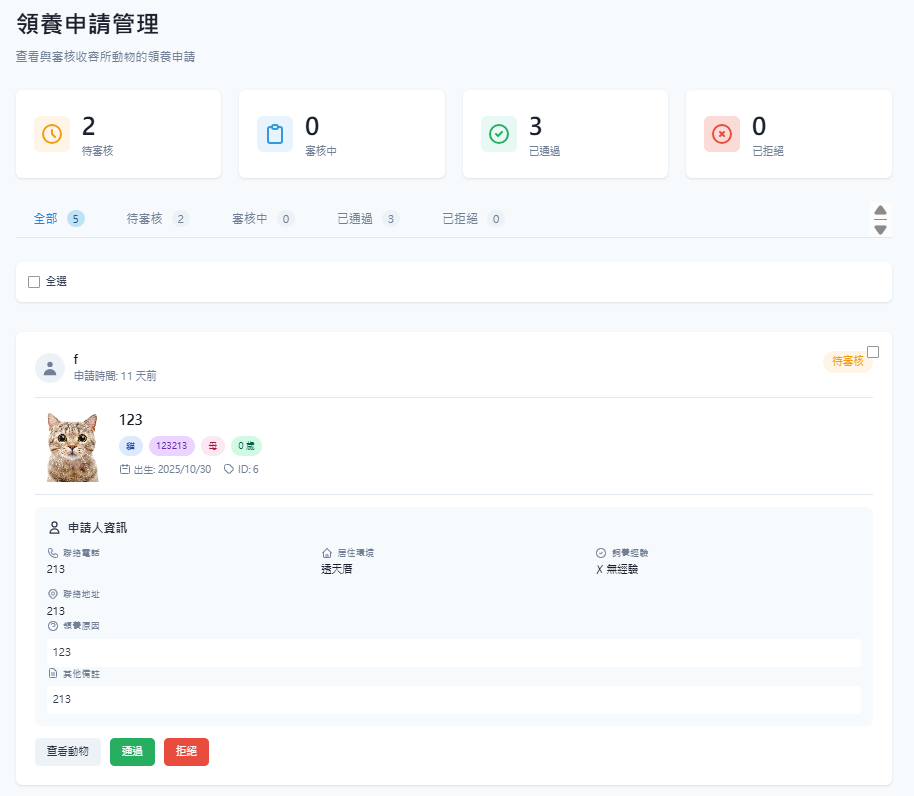 領養申請管理
查看與審核收容所動物的領養申請
2
待審核
0
審核中
3
已通過
0
已拒絕
全部 5 待審核 2 審核中 0 已通過 3 已拒絕 0
全選
f
申請時間: 11 天前
待審核
123
貓 123213 母 0 歲
出生: 2025/10/30 ID: 6
申請人資訊
聯絡電話 居住環境 飼養經驗
213 透天厝 X 無經驗
聯絡地址
213
領養原因
123
其他備註
213
查看動物 通過 拒絕